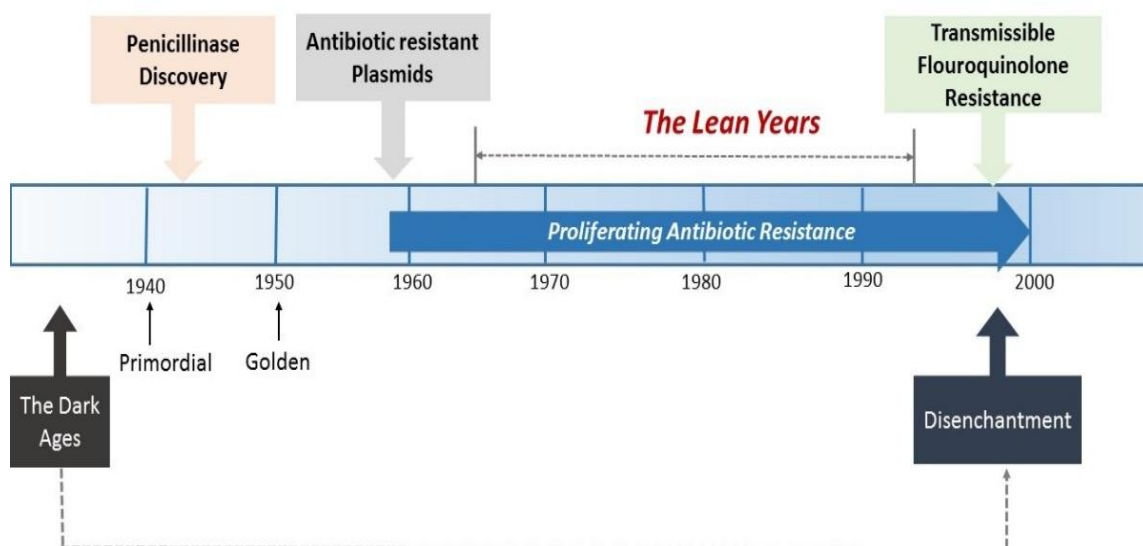 Penicillinase
Discovery
Antibiotic resistant
Plasmids
Transmissible
Flouroquinolone
Resistance
The Lean Years
Proliferating Antibiotic Resistance
1940
1950
1960
1970
1980
1990
2000
Primordial
Golden
The Dark
Ages
Disenchantment